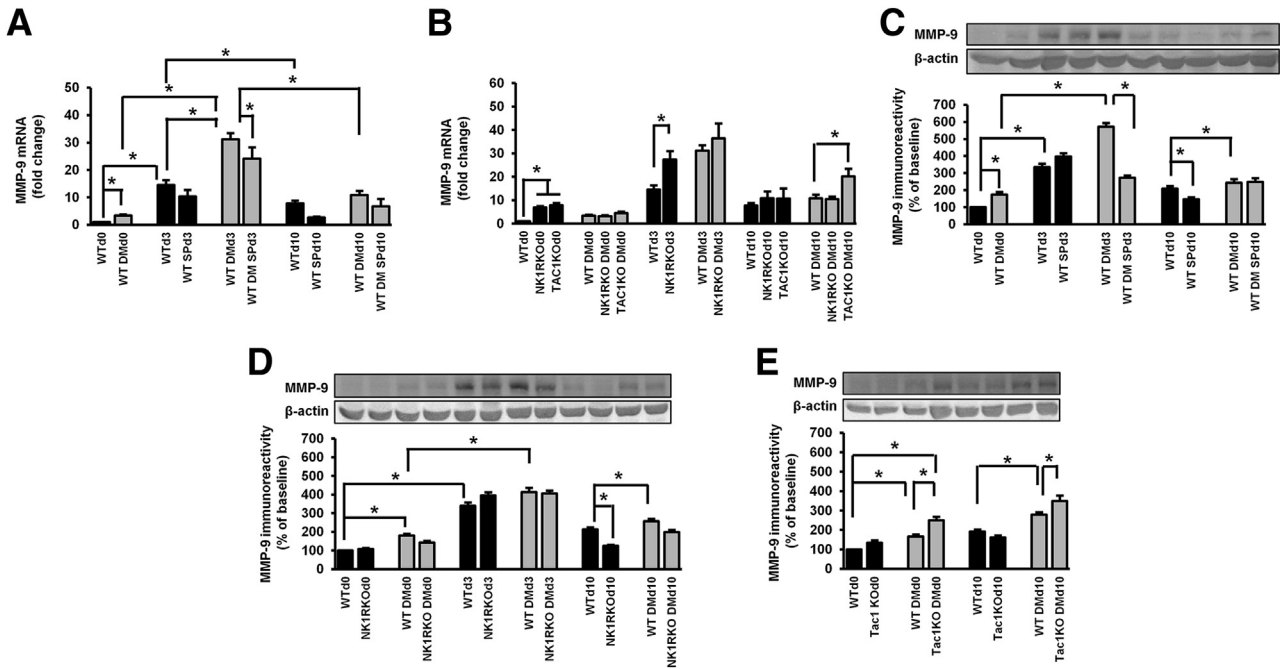 A
MMP-9 mRNA
(fold change)
50
40
30
20
10
0
*
*
*
*
*
*
*
WTd0
WT DMd0
WTd3
WT SPd3
WT DMd3
WT DM SPd3
WTd10
WT SPd10
WT DMd10
WT DM SPd10
B
MMP-9 mRNA
(fold change)
60
50
40
30
20
10
0
*
*
*
WTd0
NK1RKOd0
TAC1KOd0
WT DMd0
NK1RKO DMd0
TAC1KO DMd0
WTd3
NK1RKOd3
WT DMd3
NK1RKO DMd3
WTd10
NK1RKOd10
TAC1KOd10
WT DMd10
NK1RKO DMd10
TAC1KO DMd10
C
MMP-9
β-actin
MMP-9 immunoreactivity
(% of baseline)
700
600
500
400
300
200
100
0
*
*
*
*
*
*
WTd0
WT DMd0
WTd3
WT SPd3
WT DMd3
WT DM SPd3
WTd10
WT SPd10
WT DMd10
WT DM SPd10
D
MMP-9
β-actin
MMP-9 immunoreactivity
(% of baseline)
700
600
500
400
300
200
100
0
*
*
*
*
*
WTd0
NK1RKOd0
WT DMd0
NK1RKO DMd0
WTd3
NK1RKOd3
WT DMd3
NK1RKO DMd3
WTd10
NK1RKOd10
WT DMd10
NK1RKO DMd10
E
MMP-9
β-actin
MMP-9 immunoreactivity
(% of baseline)
700
600
500
400
300
200
100
0
*
*
*
*
*
WTd0
Tac1 KOd0
WT DMd0
Tac1KO DMd0
WTd10
Tac1KOd10
WT DMd10
Tac1KO DMd10